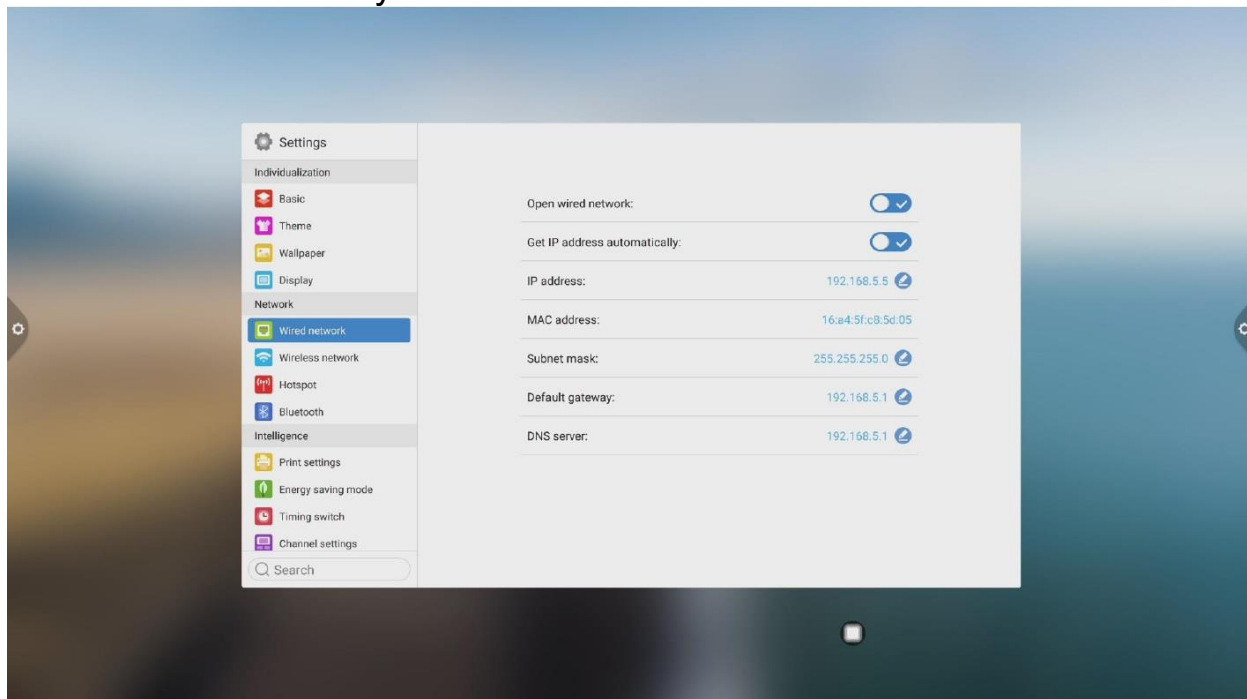 Settings
Individualization
Basic
Theme
Wallpaper
Display
Network
Wired network
Wireless network
Hotspot
Bluetooth
Intelligence
Print settings
Energy saving mode
Timing switch
Channel settings
Search
Open wired network:
Get IP address automatically:
IP address: 192.168.5.5
MAC address: 16:a4:5f:c8:5d:05
Subnet mask: 255.255.255.0
Default gateway: 192.168.5.1
DNS server: 192.168.5.1